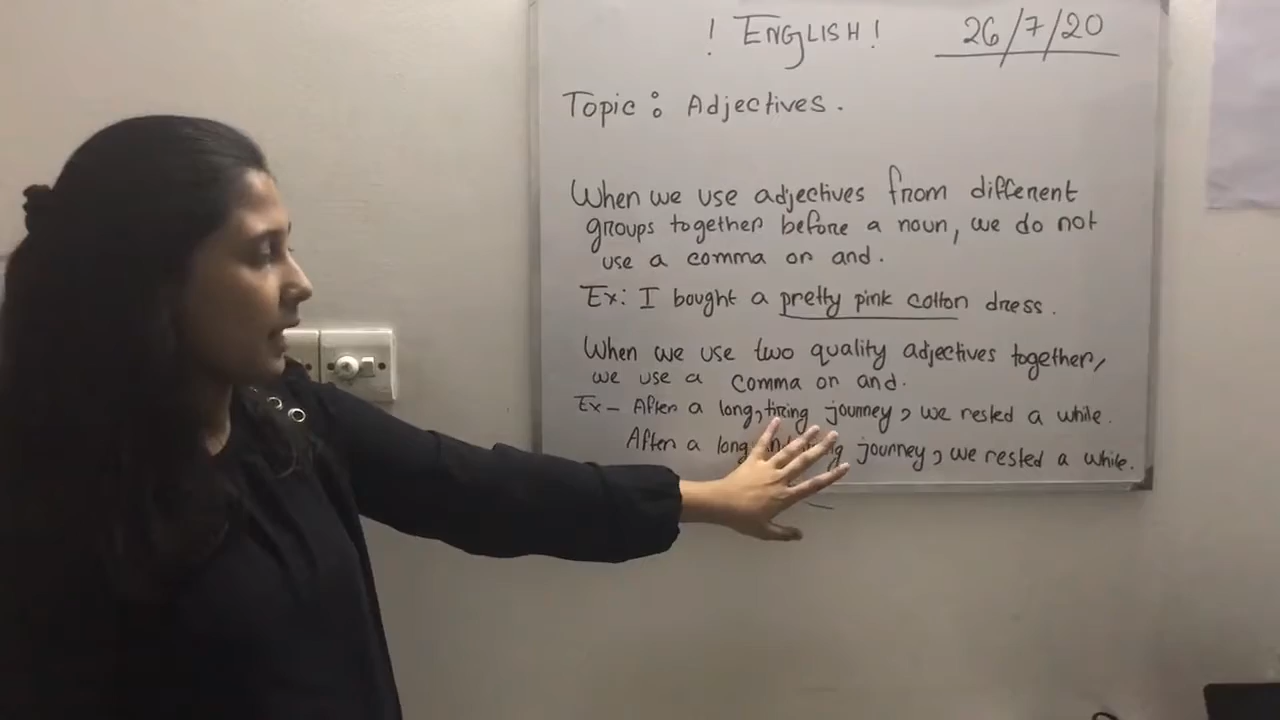 ! ENGLISH! 26/7/20
Topic: Adjectives.
When we use adjectives from different
groups together before a noun, we do not
use a comma or and.
Ex: I bought a pretty pink cotton dress.
When we use two quality adjectives together,
we use a comma or and.
Ex- After a long, tiring journey, we rested a while.
After a long journey, we rested a while.